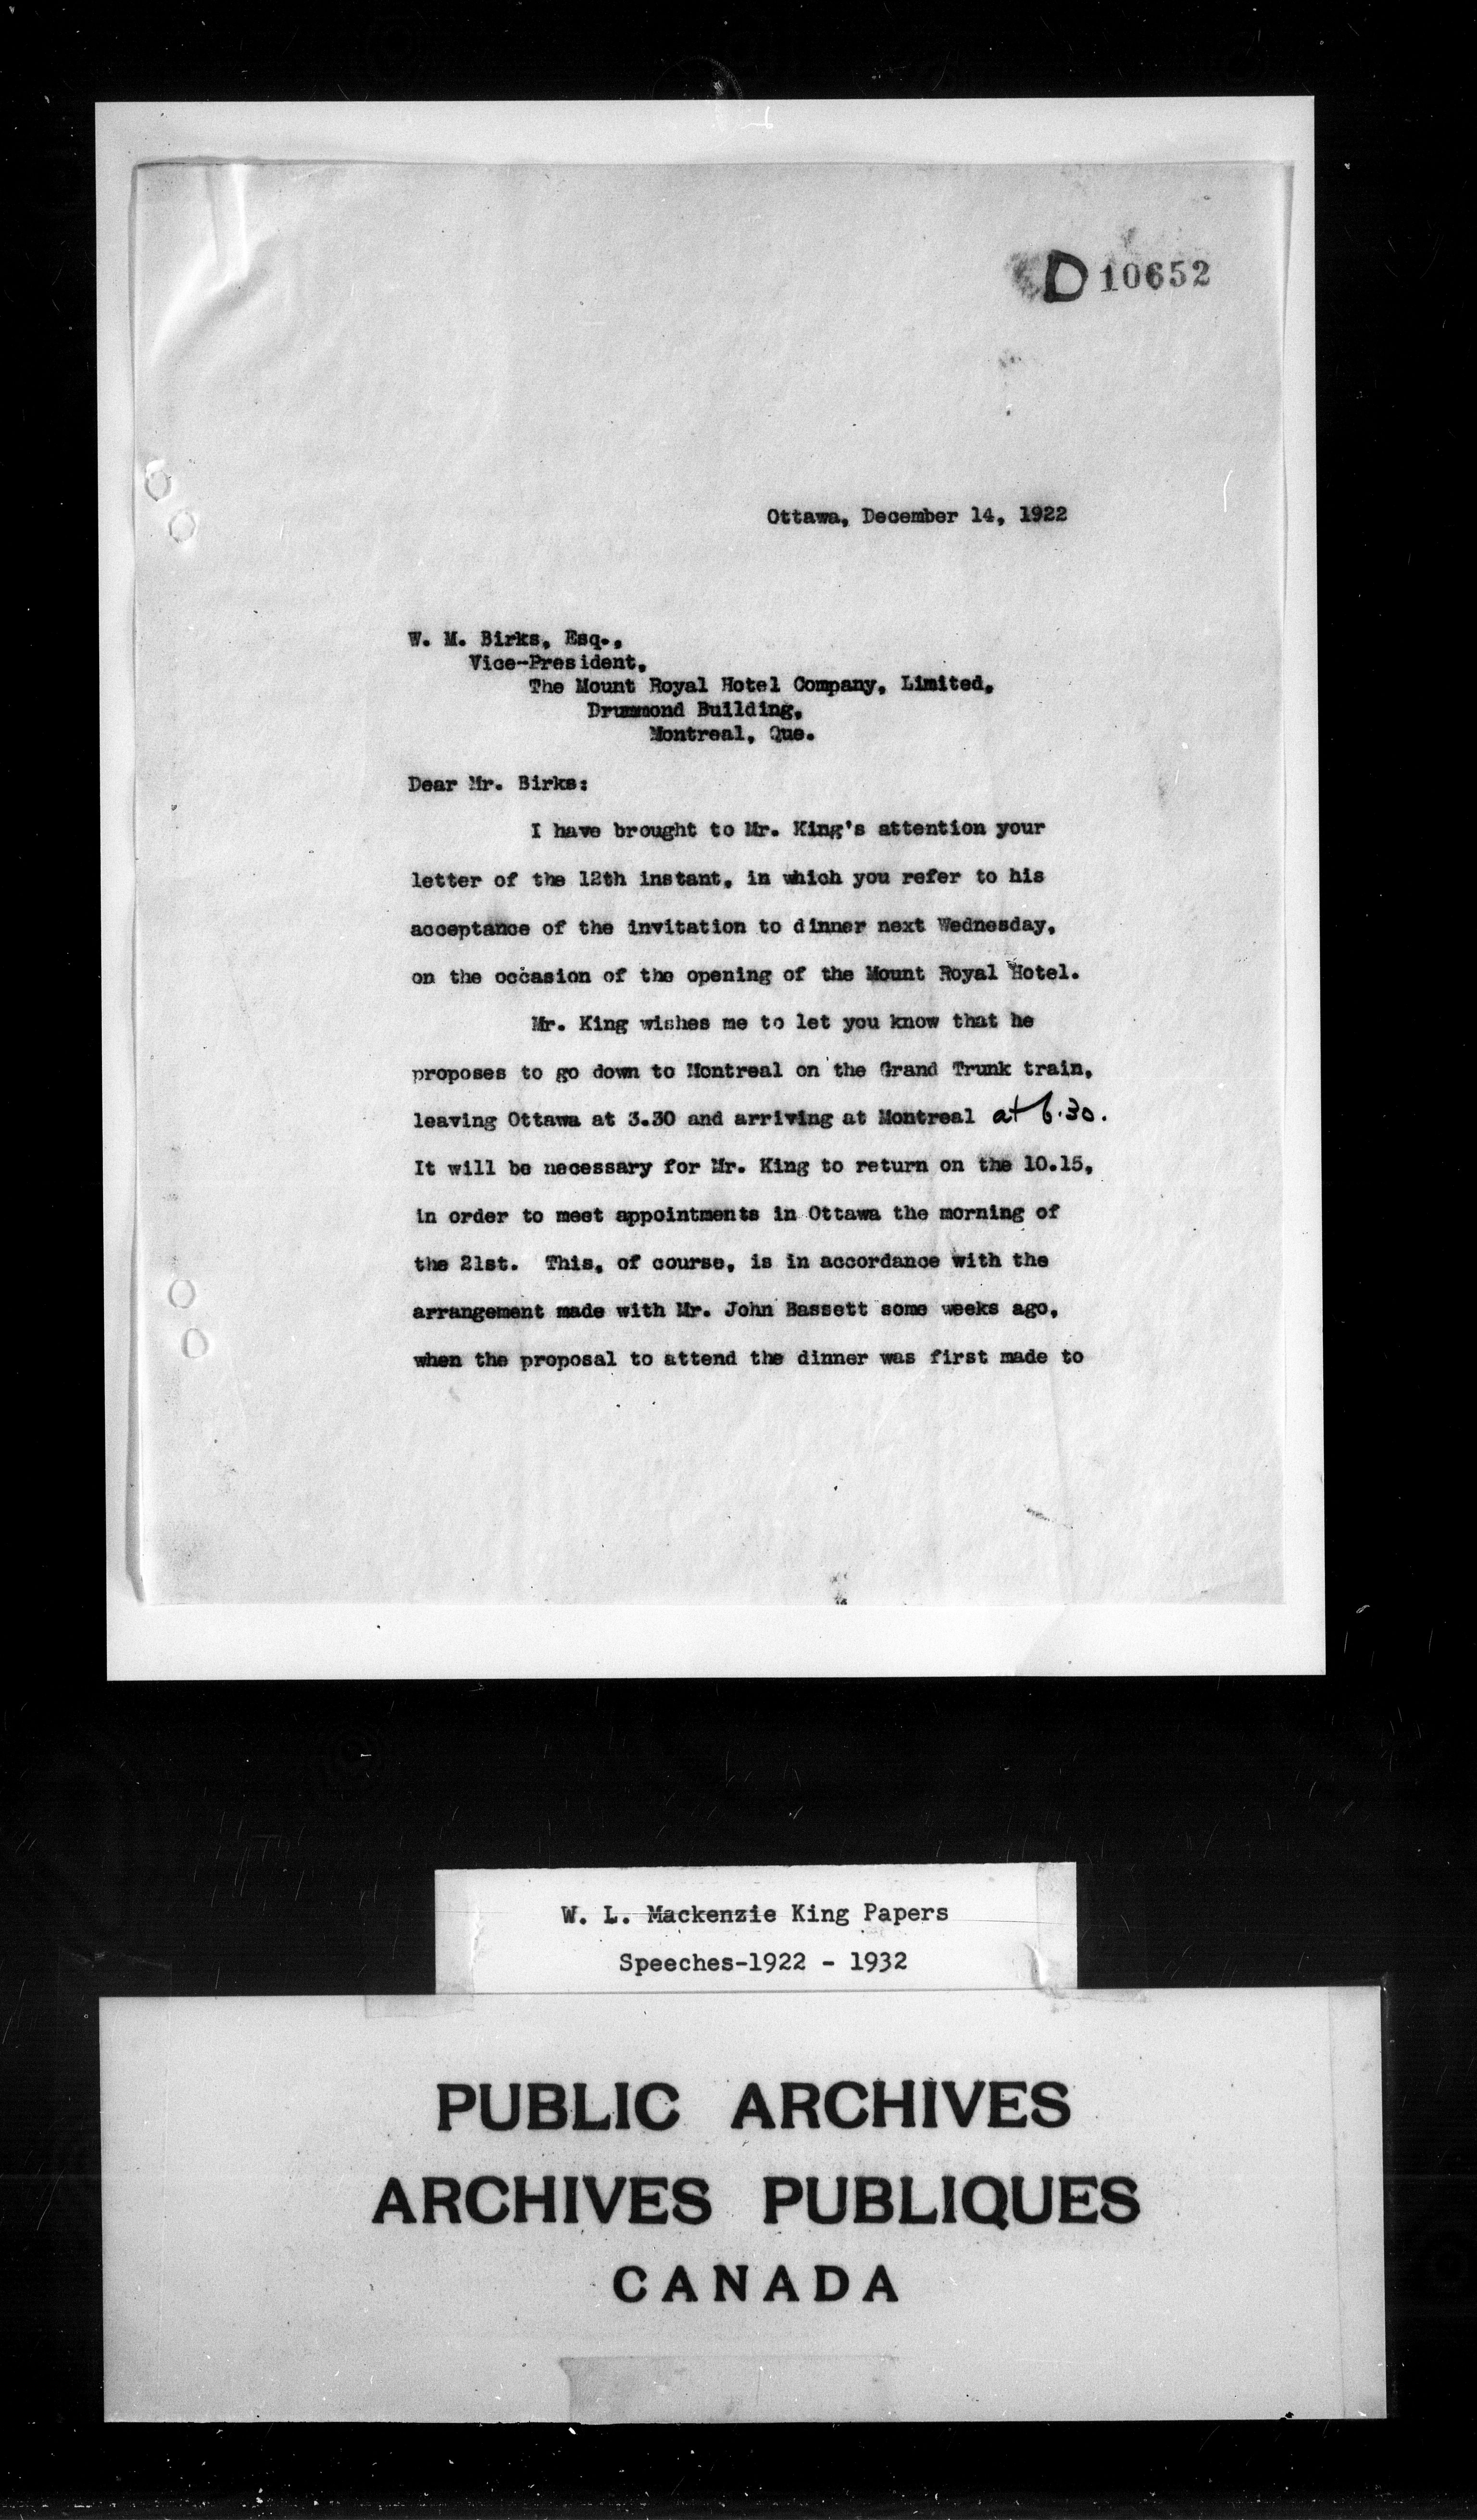 D 10652
Ottawa, December 14, 1922
W. M. Birks, Esq.,
Vice-President,
The Mount Royal Hotel Company, Limited,
Drummond Building,
Montreal, Que.
Dear Mr. Birks:
I have brought to Mr. King's attention your
letter of the 12th instant, in which you refer to his
acceptance of the invitation to dinner next Wednesday,
on the occasion of the opening of the Mount Royal Hotel.
Mr. King wishes me to let you know that he
proposes to go down to Montreal on the Grand Trunk train,
leaving Ottawa at 3.30 and arriving at Montreal at 6.30.
It will be necessary for Mr. King to return on the 10.15,
in order to meet appointments in Ottawa the morning of
the 21st. This, of course, is in accordance with the
arrangement made with Mr. John Bassett some weeks ago,
when the proposal to attend the dinner was first made to
W. L. Mackenzie King Papers
Speeches-1922 - 1932
PUBLIC ARCHIVES
ARCHIVES PUBLIQUES
CANADA